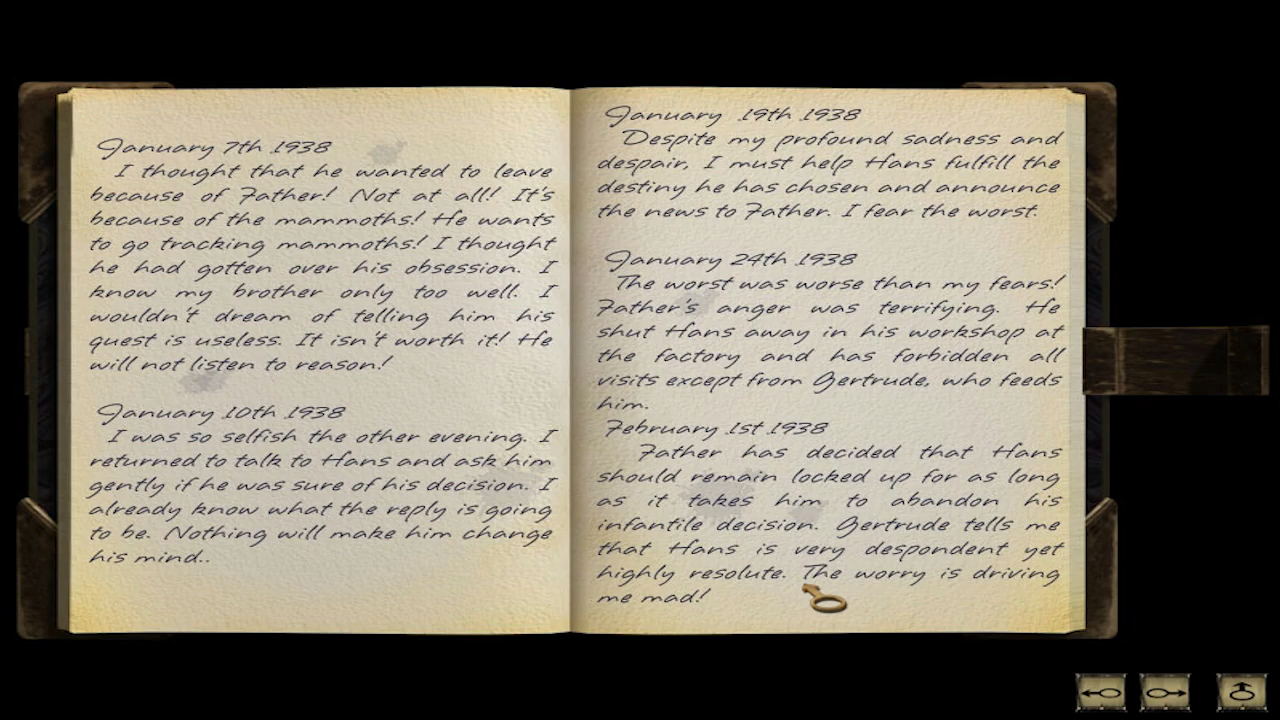 January 7th 1938
I thought that he wanted to leave
because of Father! Not at all! It's
because of the mammoths! He wants
to go tracking mammoths! I thought
he had gotten over his obsession. I
know my brother only too well. I
wouldn't dream of telling him his
quest is useless. It isn't worth it! He
will not listen to reason!
January 10th 1938
I was so selfish the other evening. I
returned to talk to Hans and ask him
gently if he was sure of his decision. I
already know what the reply is going
to be. Nothing will make him change
his mind..
January 19th 1938
Despite my profound sadness and
despair, I must help Hans fulfill the
destiny he has chosen and announce
the news to Father. I fear the worst.
January 24th 1938
The worst was worse than my fears!
Father's anger was terrifying. He
shut Hans away in his workshop at
the factory and has forbidden all
visits except from Gertrude, who feeds
him.
February 1st 1938
Father has decided that Hans
should remain locked up for as long
as it takes him to abandon his
infantile decision. Gertrude tells me
that Hans is very despondent yet
highly resolute. The worry is driving
me mad!